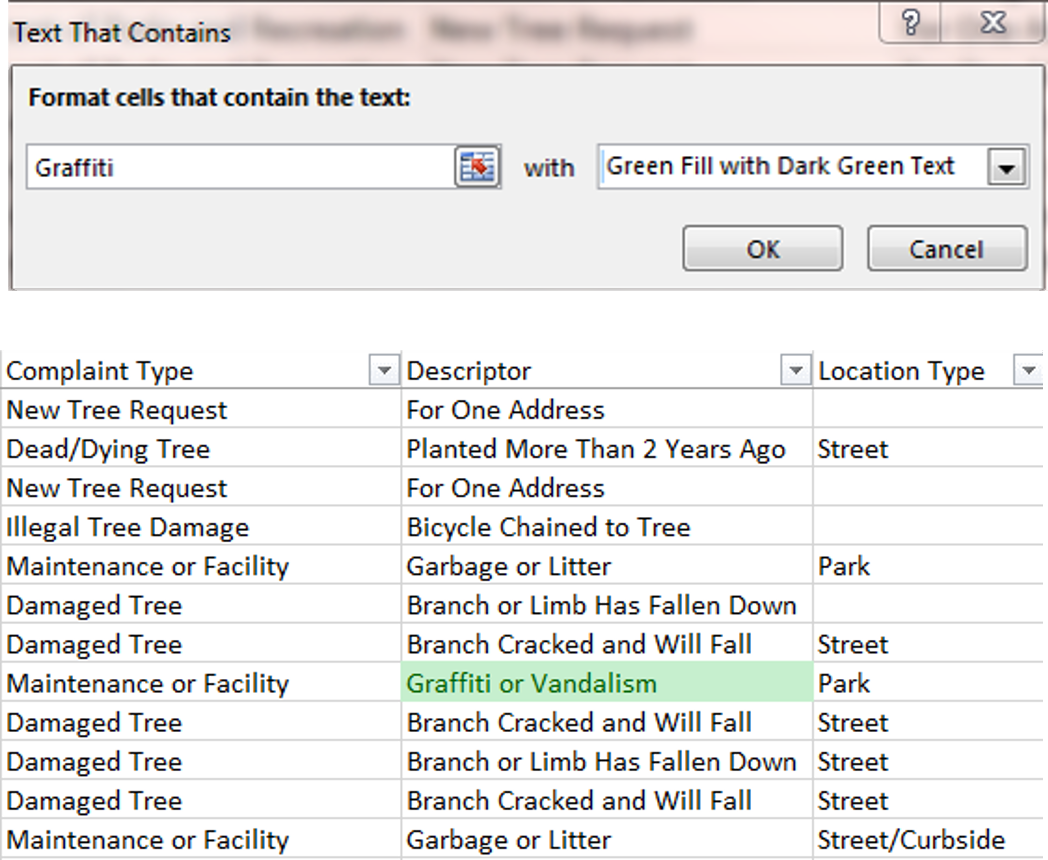 Text That Contains
Format cells that contain the text:
Graffiti with Green Fill with Dark Green Text
OK Cancel
Complaint Type Descriptor Location Type
New Tree Request For One Address
Dead/Dying Tree Planted More Than 2 Years Ago Street
New Tree Request For One Address
Illegal Tree Damage Bicycle Chained to Tree
Maintenance or Facility Garbage or Litter Park
Damaged Tree Branch or Limb Has Fallen Down
Damaged Tree Branch Cracked and Will Fall Street
Maintenance or Facility Graffiti or Vandalism Park
Damaged Tree Branch Cracked and Will Fall Street
Damaged Tree Branch or Limb Has Fallen Down Street
Damaged Tree Branch Cracked and Will Fall Street
Maintenance or Facility Garbage or Litter Street/Curbside